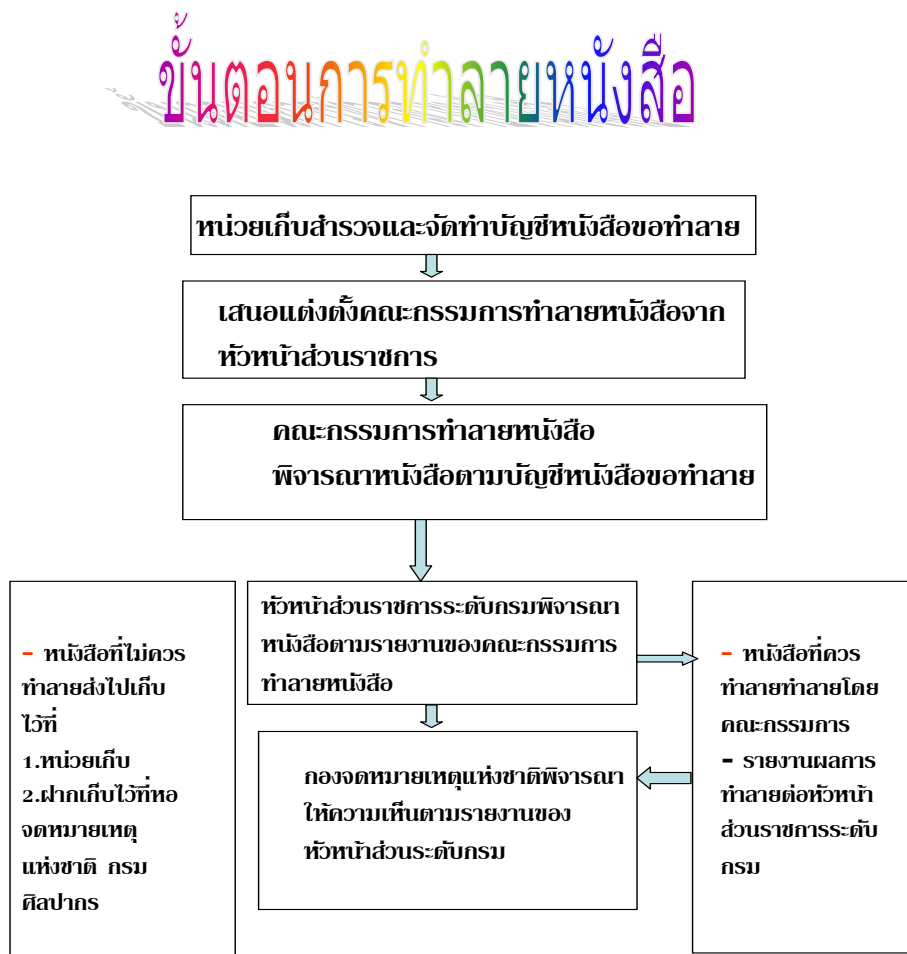 ขั้นตอนการทำลายหนังสือ
หน่วยเก็บสำรวจและจัดทำบัญชีหนังสือขอทำลาย
เสนอแต่งตั้งคณะกรรมการทำลายหนังสือจาก
หัวหน้าส่วนราชการ
คณะกรรมการทำลายหนังสือ
พิจารณาหนังสือตามบัญชีหนังสือขอทำลาย
- หนังสือที่ไม่ควร
ทำลายส่งไปเก็บ
ไว้ที่
1.หน่วยเก็บ
2.ฝากเก็บไว้ที่หอ
จดหมายเหตุ
แห่งชาติ กรม
ศิลปากร
หัวหน้าส่วนราชการระดับกรมพิจารณา
หนังสือตามรายงานของคณะกรรมการ
ทำลายหนังสือ
กองจดหมายเหตุแห่งชาติพิจารณา
ให้ความเห็นตามรายงานของ
หัวหน้าส่วนระดับกรม
- หนังสือที่ควร
ทำลายทำลายโดย
คณะกรรมการ
- รายงานผลการ
ทำลายต่อหัวหน้า
ส่วนราชการระดับ
กรม